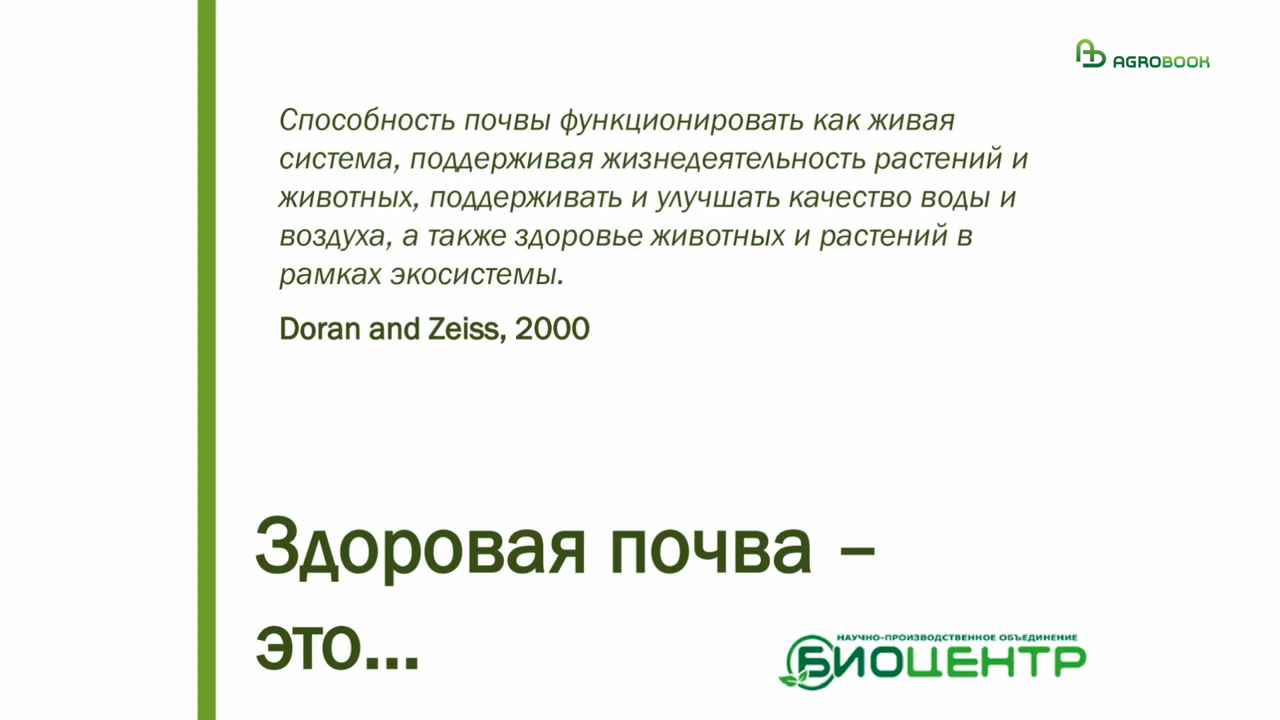 AGROBOOK
Способность почвы функционировать как живая
система, поддерживая жизнедеятельность растений и
животных, поддерживать и улучшать качество воды и
воздуха, а также здоровье животных и растений в
рамках экосистемы.
Doran and Zeiss, 2000
Здоровая почва –
это...
НАУЧНО-ПРОИЗВОДСТВЕННОЕ ОБЪЕДИНЕНИЕ
БИОЦЕНТР